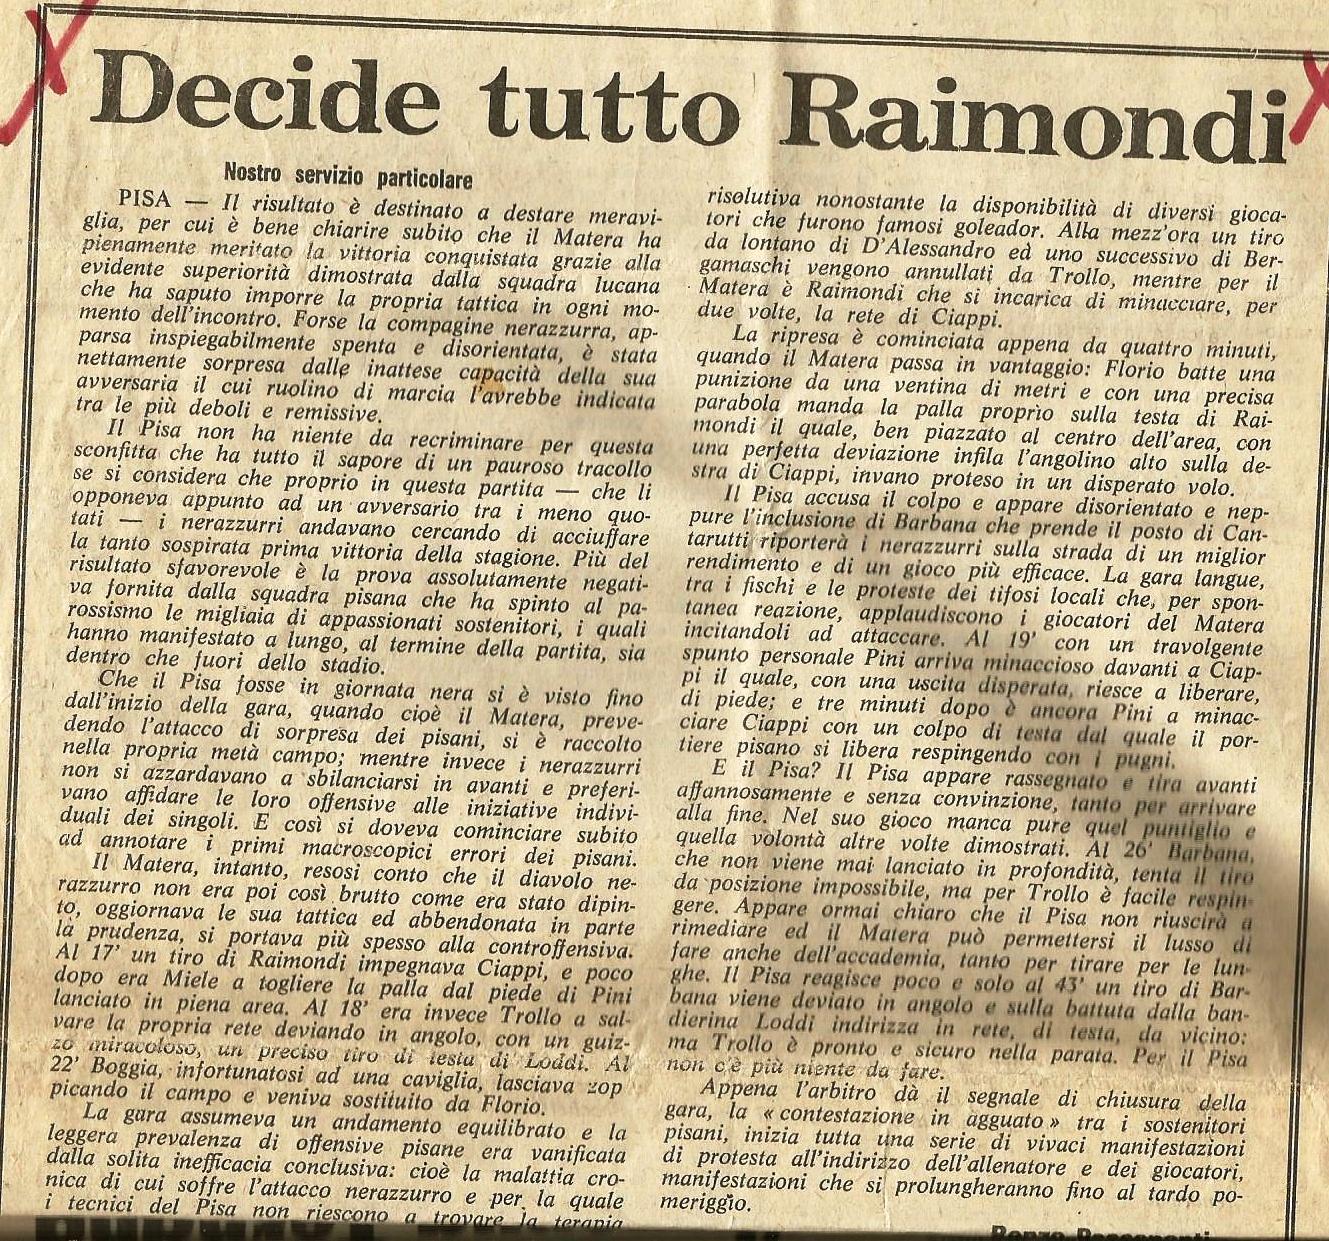 Decide tutto Raimondi
Nostro servizio particolare
PISA — Il risultato è destinato a destare meravi-
glia, per cui è bene chiarire subito che il Matera ha
pienamente meritato la vittoria conquistata grazie alla
evidente superiorità dimostrata dalla squadra lucana
che ha saputo imporre la propria tattica in ogni mo-
mento dell'incontro. Forse la compagine nerazzurra, ap-
parsa inspiegabilmente spenta e disorientata, è stata
nettamente sorpresa dalle inattese capacità della sua
avversaria il cui ruolino di marcia l'avrebbe indicata
tra le più deboli e remissive.
Il Pisa non ha niente da recriminare per questa
sconfitta che ha tutto il sapore di un pauroso tracollo
se si considera che proprio in questa partita — che li
opponeva appunto ad un avversario tra i meno quo-
tati — i nerazzurri andavano cercando di acciuffare
la tanto sospirata prima vittoria della stagione. Più del
risultato sfavorevole è la prova assolutamente negati-
va fornita dalla squadra pisana che ha spinto al pa-
rossismo le migliaia di appassionati sostenitori, i quali
hanno manifestato a lungo, al termine della partita, sia
dentro che fuori dello stadio.
Che il Pisa fosse in giornata nera si è visto fino
dall'inizio della gara, quando cioè il Matera, preve-
dendo l'attacco di sorpresa dei pisani, si è raccolto
nella propria metà campo; mentre invece i nerazzurri
non si azzardavano a sbilanciarsi in avanti e preferi-
vano affidare le loro offensive alle iniziative indivi-
duali dei singoli. E così si doveva cominciare subito
ad annotare i primi macroscopici errori dei pisani.
Il Matera, intanto, resosi conto che il diavolo ne-
razzurro non era poi così brutto come era stato dipin-
to, oggiornava le sua tattica ed abbendonata in parte
la prudenza, si portava più spesso alla controffensiva.
Al 17' un tiro di Raimondi impegnava Ciappi, e poco
dopo era Miele a togliere la palla dal piede di Pini
lanciato in piena area. Al 18' era invece Trollo a sal-
vare la propria rete deviando in angolo, con un guiz-
zo miracoloso, un preciso tiro di testa di Loddi. Al
22' Boggia, infortunatosi ad una caviglia, lasciava zop
picando il campo e veniva sostituito da Florio.
La gara assumeva un andamento equilibrato e la
leggera prevalenza di offensive pisane era vanificata
dalla solita inefficacia conclusiva: cioè la malattia cro-
nica di cui soffre l'attacco nerazzurro e per la quale
i tecnici del Pisa non riescono a trovare la terapia
risolutiva nonostante la disponibilità di diversi gioca-
tori che furono famosi goleador. Alla mezz'ora un tiro
da lontano di D'Alessandro ed uno successivo di Ber-
gamaschi vengono annullati da Trollo, mentre per il
Matera è Raimondi che si incarica di minacciare, per
due volte, la rete di Ciappi.
La ripresa è cominciata appena da quattro minuti,
quando il Matera passa in vantaggio: Florio batte una
punizione da una ventina di metri e con una precisa
parabola manda la palla proprio sulla testa di Rai-
mondi il quale, ben piazzato al centro dell'area, con
una perfetta deviazione infila l'angolino alto sulla de-
stra di Ciappi, invano proteso in un disperato volo.
Il Pisa accusa il colpo e appare disorientato e nep-
pure l'inclusione di Barbana che prende il posto di Can-
tarutti riporterà i nerazzurri sulla strada di un miglior
rendimento e di un gioco più efficace. La gara langue,
tra i fischi e le proteste dei tifosi locali che, per spon-
tanea reazione, applaudiscono i giocatori del Matera
incitandoli ad attaccare. Al 19' con un travolgente
spunto personale Pini arriva minaccioso davanti a Ciap-
pi il quale, con una uscita disperata, riesce a liberare,
di piede; e tre minuti dopo è ancora Pini a minac-
ciare Ciappi con un colpo di testa dal quale il por-
tiere pisano si libera respingendo con i pugni.
E il Pisa? Il Pisa appare rassegnato e tira avanti
affannosamente e senza convinzione, tanto per arrivare
alla fine. Nel suo gioco manca pure quel puntiglio e
quella volontà altre volte dimostrati. Al 26' Barbana,
che non viene mai lanciato in profondità, tenta il tiro
da posizione impossibile, ma per Trollo è facile respin-
gere. Appare ormai chiaro che il Pisa non riuscirà a
rimediare ed il Matera può permettersi il lusso di
fare anche dell'accademia, tanto per tirare per le lun-
ghe. Il Pisa reagisce poco e solo al 43' un tiro di Bar-
bana viene deviato in angolo e sulla battuta dalla ban-
dierina Loddi indirizza in rete, di testa, da vicino:
ma Trollo è pronto e sicuro nella parata. Per il Pisa
non c'è più niente da fare.
Appena l'arbitro dà il segnale di chiusura della
gara, la « contestazione in agguato » tra i sostenitori
pisani, inizia tutta una serie di vivaci manifestazioni
di protesta all'indirizzo dell'allenatore e dei giocatori,
manifestazioni che si prolungheranno fino al tardo po-
meriggio.